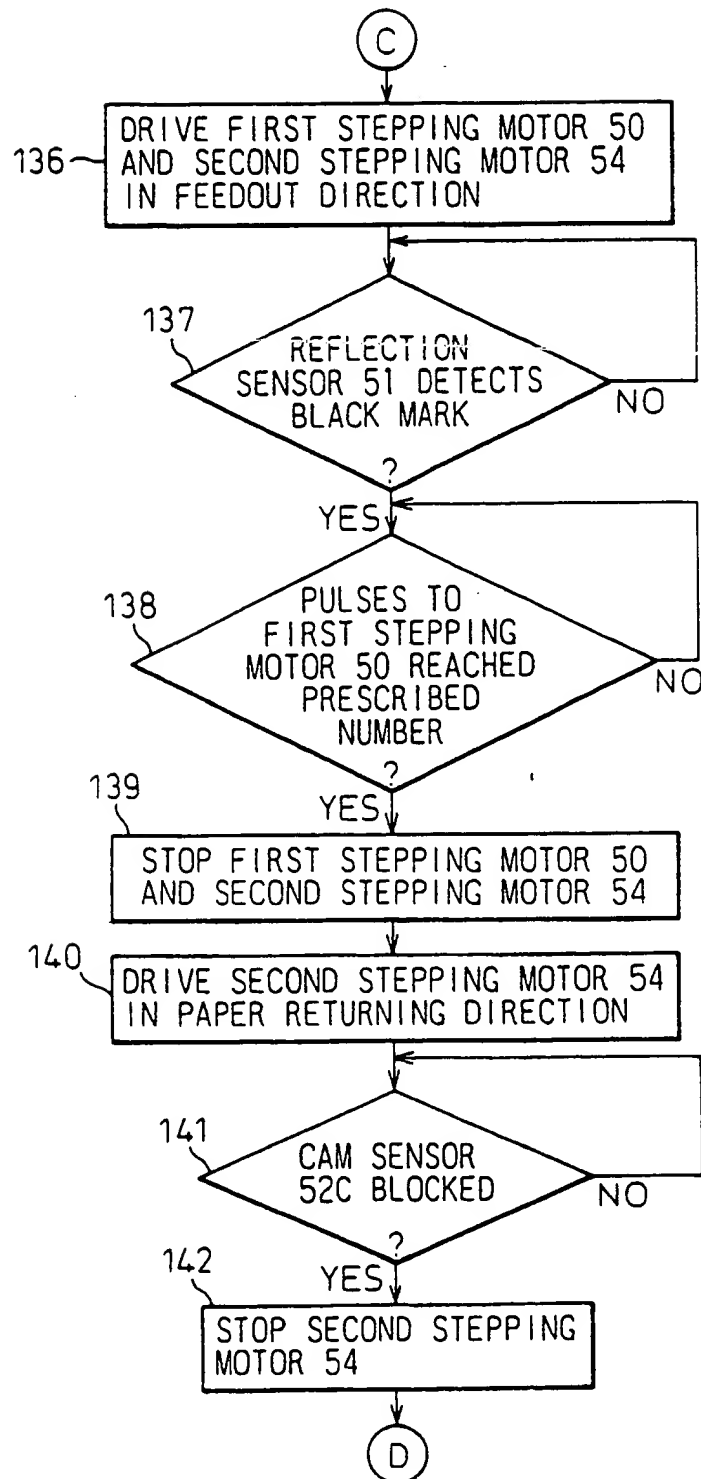 C
136
DRIVE FIRST STEPPING MOTOR 50
AND SECOND STEPPING MOTOR 54
IN FEEDOUT DIRECTION
137
REFLECTION
SENSOR 51 DETECTS
BLACK MARK
?
NO
YES
138
PULSES TO
FIRST STEPPING
MOTOR 50 REACHED
PRESCRIBED
NUMBER
?
NO
YES
139
STOP FIRST STEPPING MOTOR 50
AND SECOND STEPPING MOTOR 54
140
DRIVE SECOND STEPPING MOTOR 54
IN PAPER RETURNING DIRECTION
141
CAM SENSOR
52C BLOCKED
?
NO
YES
142
STOP SECOND STEPPING
MOTOR 54
D